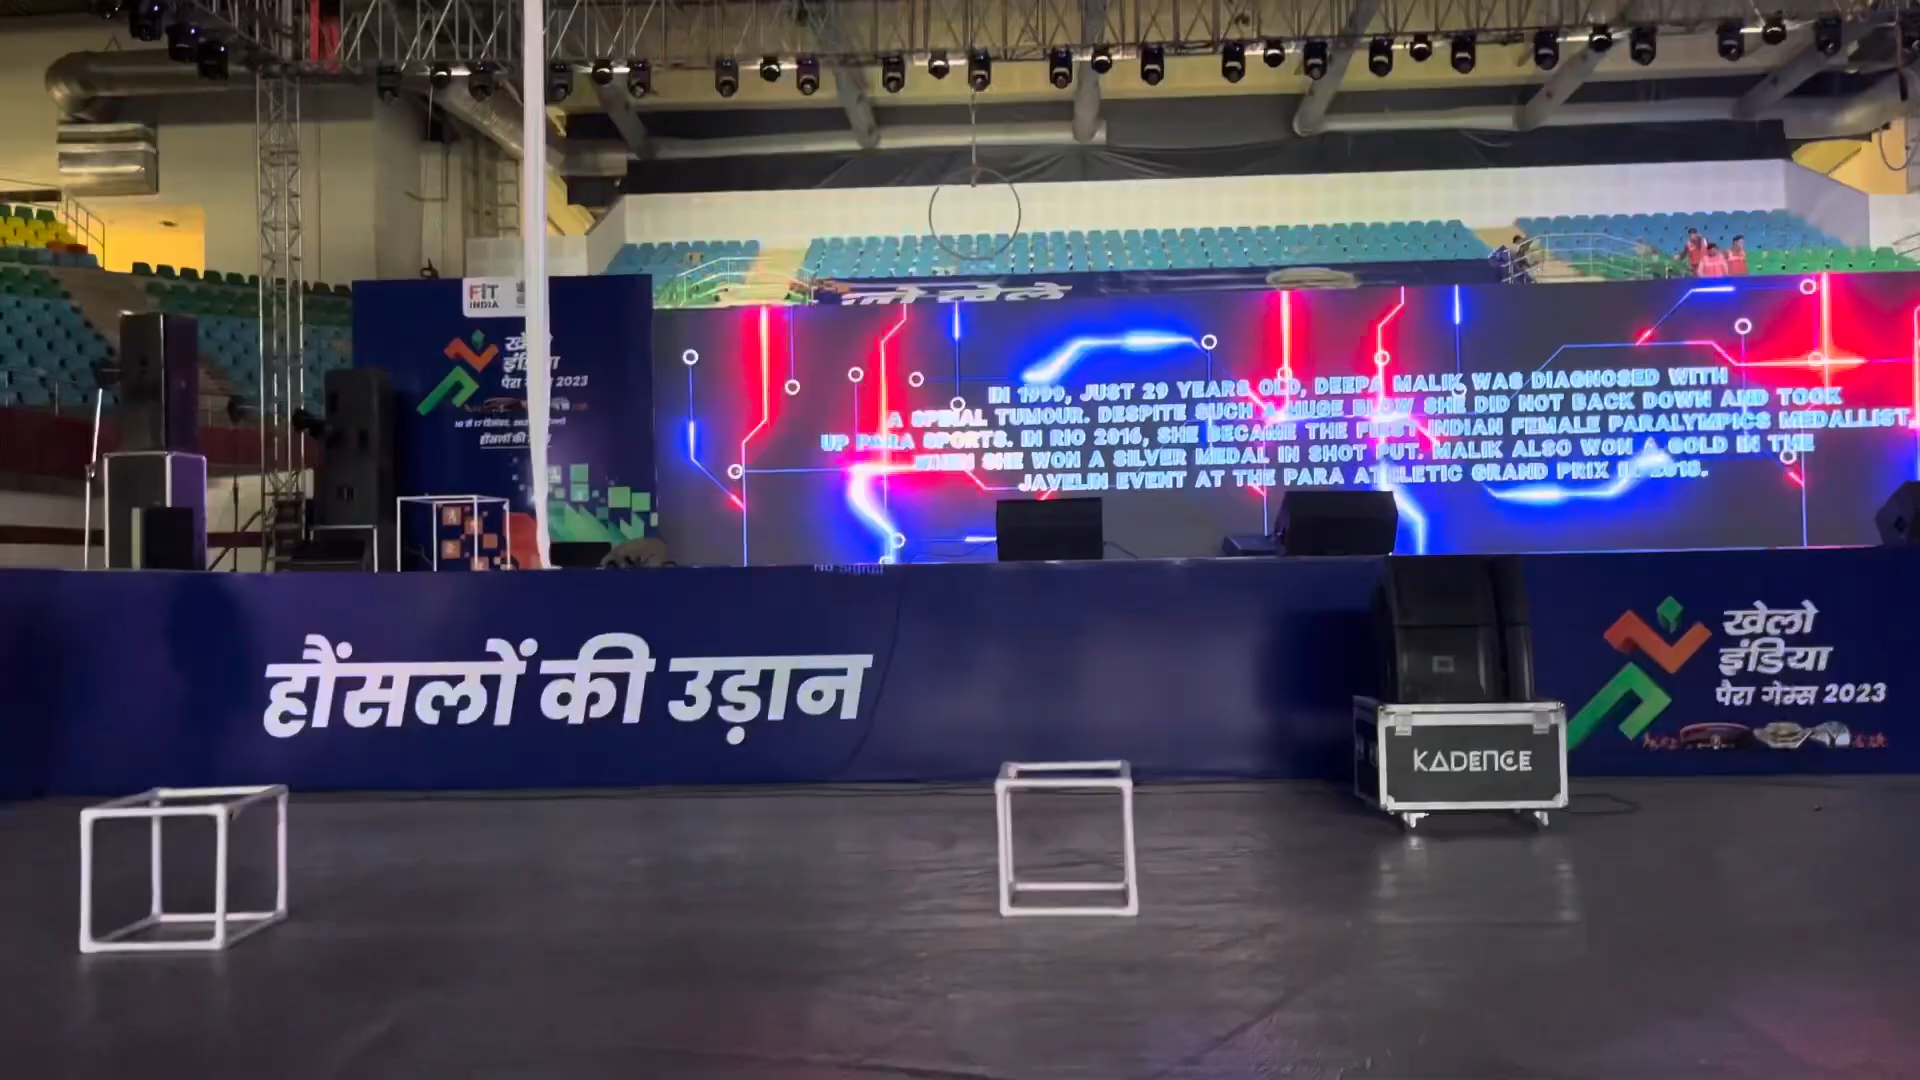 FIT
INDIA
खेलो
इंडिया
पैरा गेम्स 2023
IN 1999, JUST 29 YEARS OLD, DEEPA MALIK WAS DIAGNOSED WITH
A SPINAL TUMOUR. DESPITE SUCH A HUGE BLOW SHE DID NOT BACK DOWN AND TOOK
UP PARA SPORTS. IN RIO 2016, SHE BECAME THE FIRST INDIAN FEMALE PARALYMPICS MEDALLIST,
WHEN SHE WON A SILVER MEDAL IN SHOT PUT. MALIK ALSO WON A GOLD IN THE
JAVELIN EVENT AT THE PARA ATHLETIC GRAND PRIX IN 2018.
हौंसलों की उड़ान
KADENCE
खेलो
इंडिया
पैरा गेम्स 2023